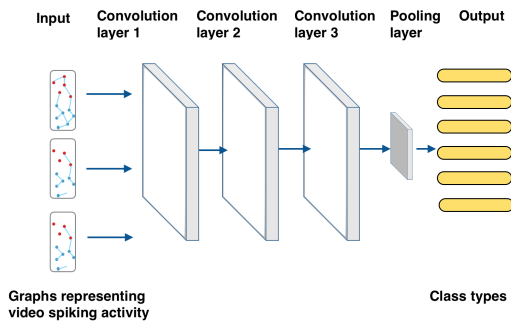 Input
Convolution
layer 1
Convolution
layer 2
Convolution
layer 3
Pooling
layer
Output
Graphs representing
video spiking activity
Class types